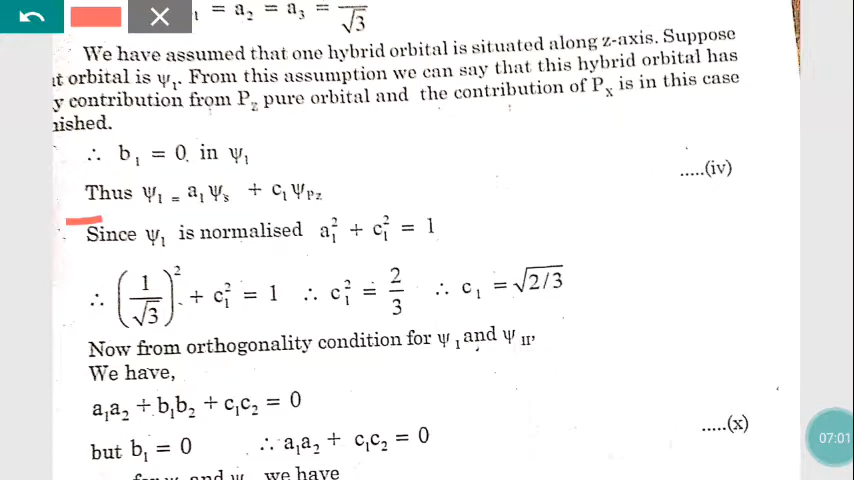 1 = a₂ = a₃ = √3
We have assumed that one hybrid orbital is situated along z-axis. Suppose
orbital is ψ₁. From this assumption we can say that this hybrid orbital has
contribution from P_z pure orbital and the contribution of Pₓ is in this case
∴ b₁ = 0 in ψ₁
Thus ψ₁ = a₁ψₛ + c₁ψ_Pz .....(iv)
Since ψ₁ is normalised a₁² + c₁² = 1
∴ (1/√3)² + c₁² = 1 ∴ c₁² = 2/3 ∴ c₁ = √2/3
Now from orthogonality condition for ψ₁ and ψ_II,
We have,
a₁a₂ + b₁b₂ + c₁c₂ = 0
but b₁ = 0 ∴ a₁a₂ + c₁c₂ = 0 .....(x)
and we have
07:01